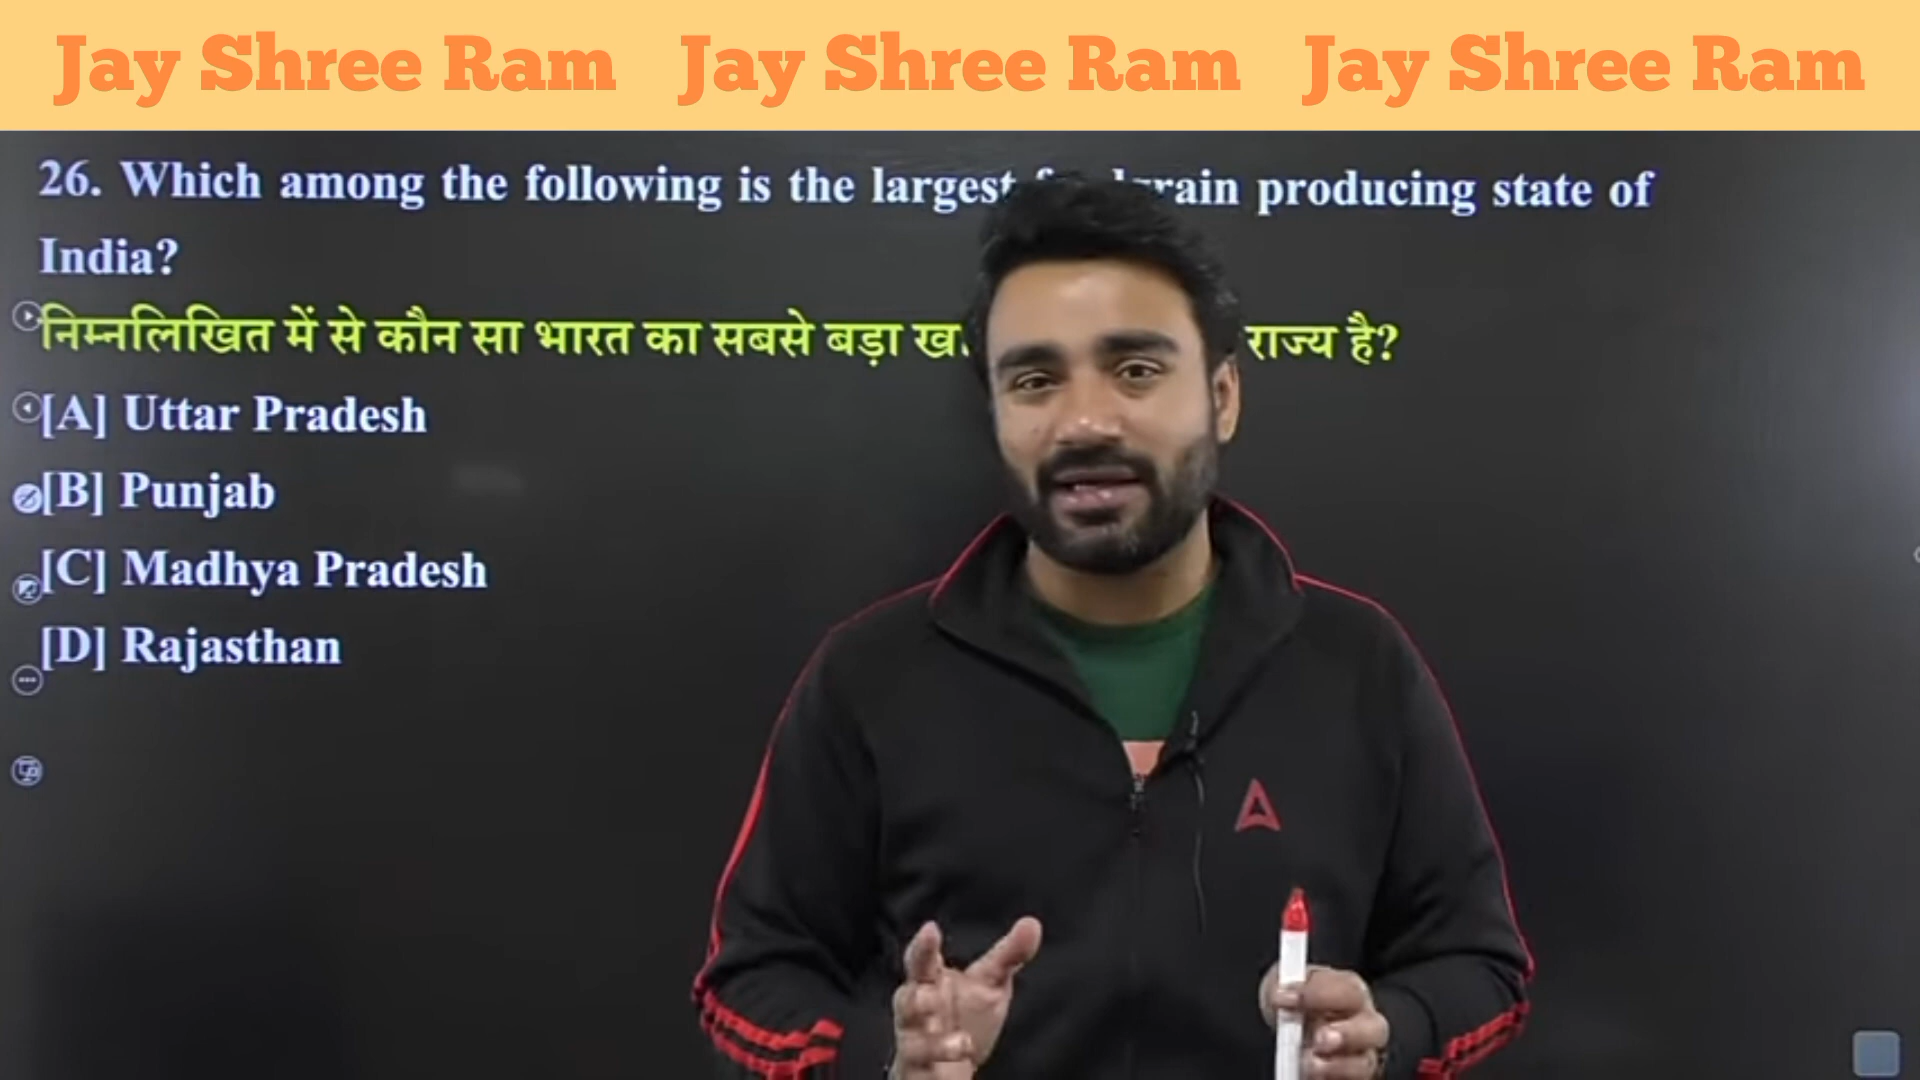 Jay Shree Ram Jay Shree Ram Jay Shree Ram
26. Which among the following is the largest producing state of
India?
निम्नलिखित में से कौन सा भारत का सबसे बड़ा राज्य है?
[A] Uttar Pradesh
[B] Punjab
[C] Madhya Pradesh
[D] Rajasthan